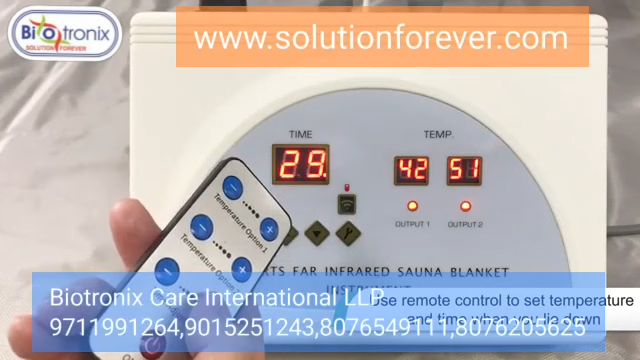 Biotronix
SOLUTION FOREVER
www.solutionforever.com
TIME
TEMP.
29.
42
51
OUTPUT 1
OUTPUT 2
Temperature Option 1
Temperature Option
FAR INFRARED SAUNA BLANKET
Biotronix Care International LLP
Use remote control to set temperature
and time when you lie down
9711991264,9015251243,8076549111,8076205625